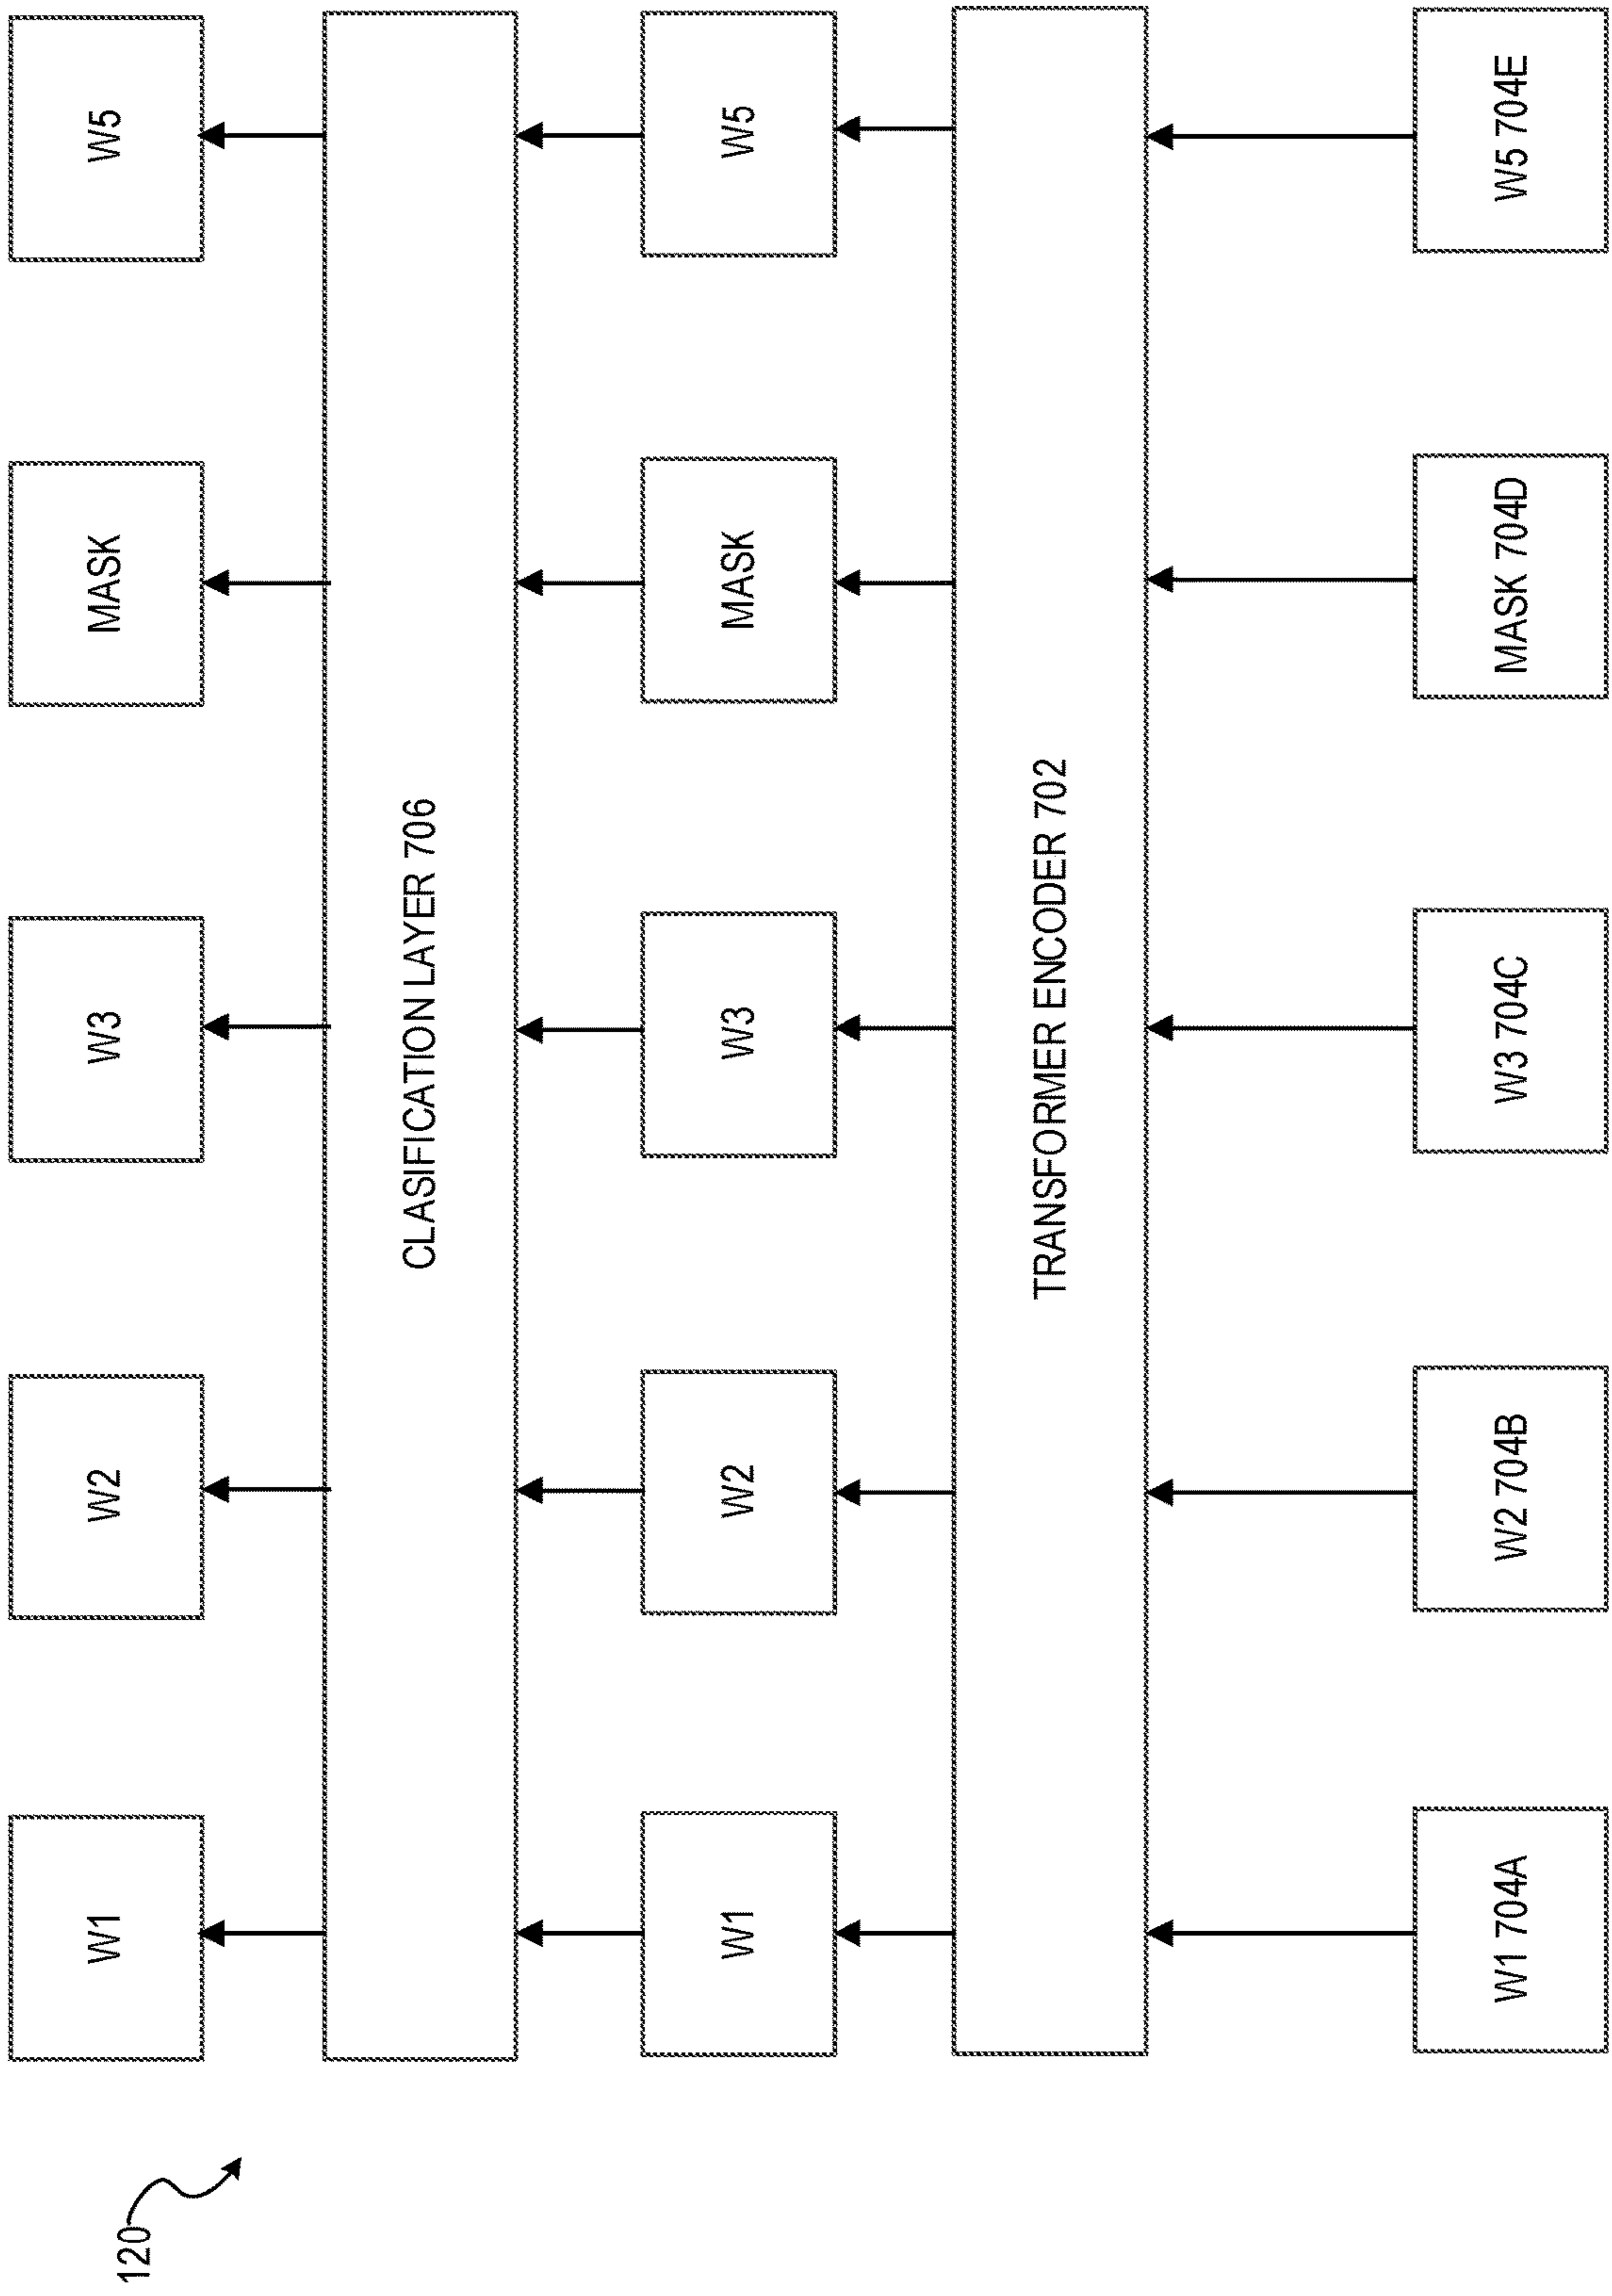 120
W1
W2
W3
MASK
W5
CLASIFICATION LAYER 706
W1
W2
W3
MASK
W5
TRANSFORMER ENCODER 702
W1 704A
W2 704B
W3 704C
MASK 704D
W5 704E